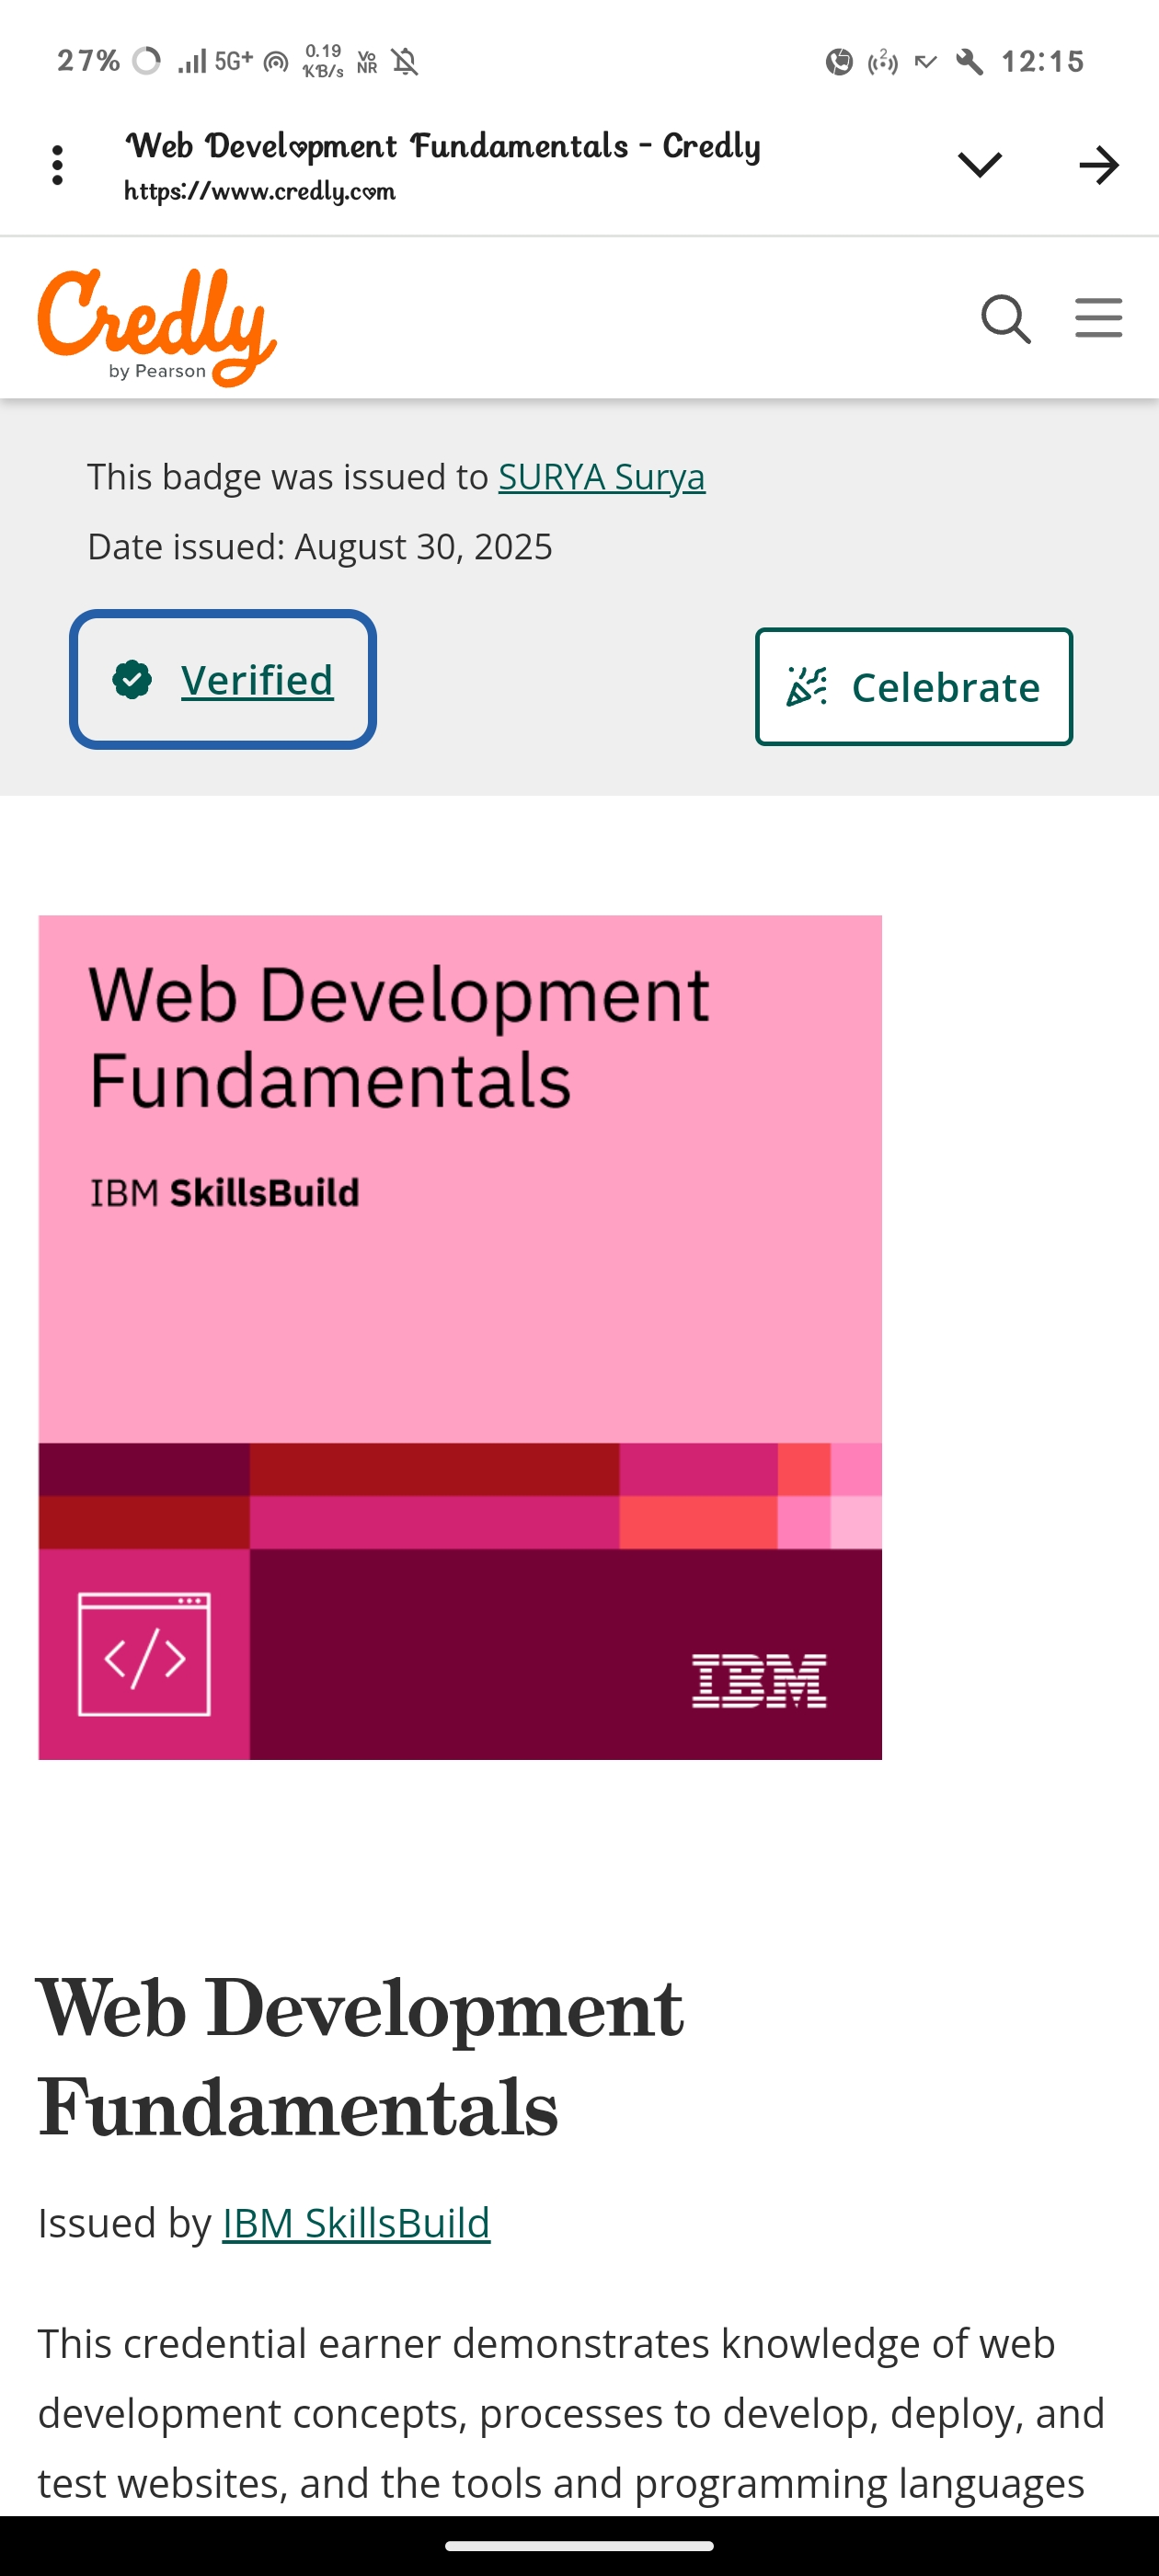 27% 5G+ 0.19 KB/s Vo NR 2 12:15
Web Development Fundamentals - Credly
https://www.credly.com
Credly
by Pearson
This badge was issued to SURYA Surya
Date issued: August 30, 2025
Verified
Celebrate
Web Development
Fundamentals
IBM SkillsBuild
</>
IBM
Web Development
Fundamentals
Issued by IBM SkillsBuild
This credential earner demonstrates knowledge of web
development concepts, processes to develop, deploy, and
test websites, and the tools and programming languages